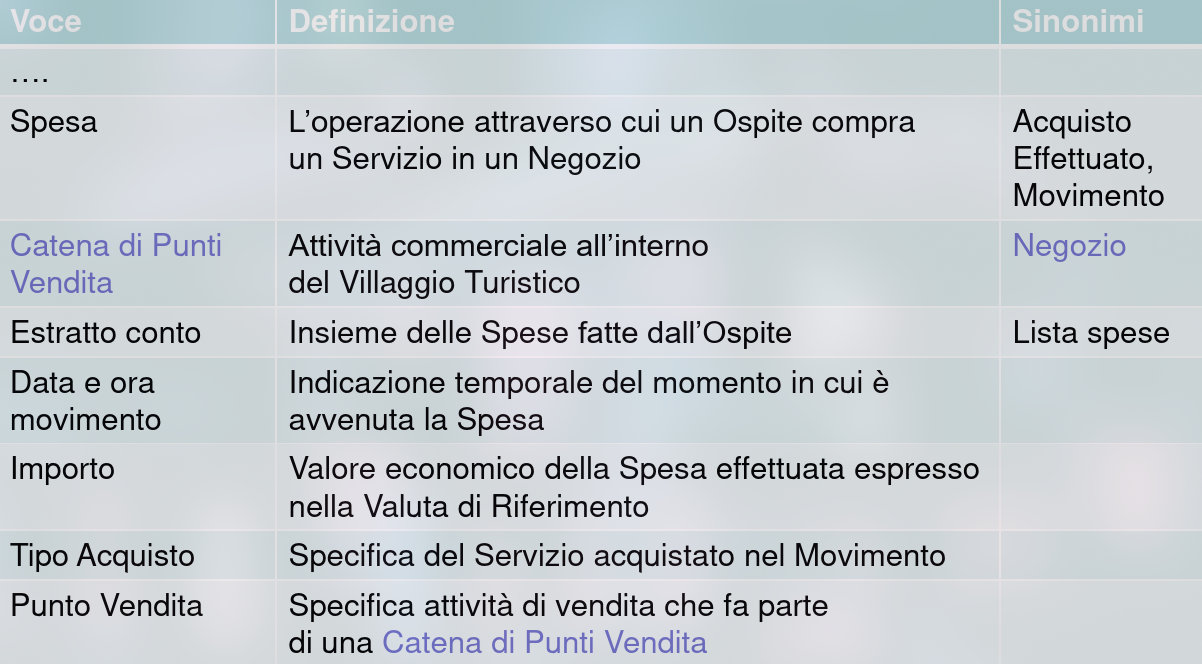 Voce Definizione Sinonimi
....
Spesa L’operazione attraverso cui un Ospite compra Acquisto
un Servizio in un Negozio Effettuato,
Movimento
Catena di Punti Attività commerciale all’interno Negozio
Vendita del Villaggio Turistico
Estratto conto Insieme delle Spese fatte dall’Ospite Lista spese
Data e ora Indicazione temporale del momento in cui è
movimento avvenuta la Spesa
Importo Valore economico della Spesa effettuata espresso
nella Valuta di Riferimento
Tipo Acquisto Specifica del Servizio acquistato nel Movimento
Punto Vendita Specifica attività di vendita che fa parte
di una Catena di Punti Vendita